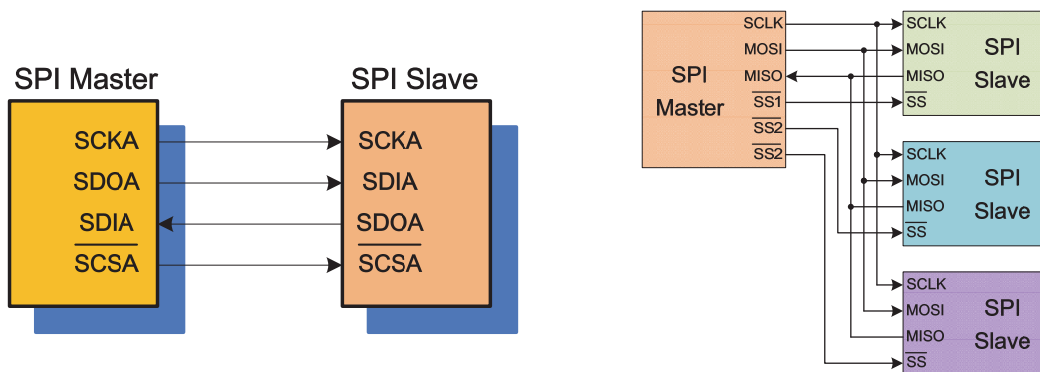 SPI Master
SCKA
SDOA
SDIA
SCSA
SPI Slave
SCKA
SDIA
SDOA
SCSA
SPI
Master
SCLK
MOSI
MISO
SS1
SS2
SS2
SCLK
MOSI
MISO
SS
SPI
Slave
SCLK
MOSI
MISO
SS
SPI
Slave
SCLK
MOSI
MISO
SS
SPI
Slave